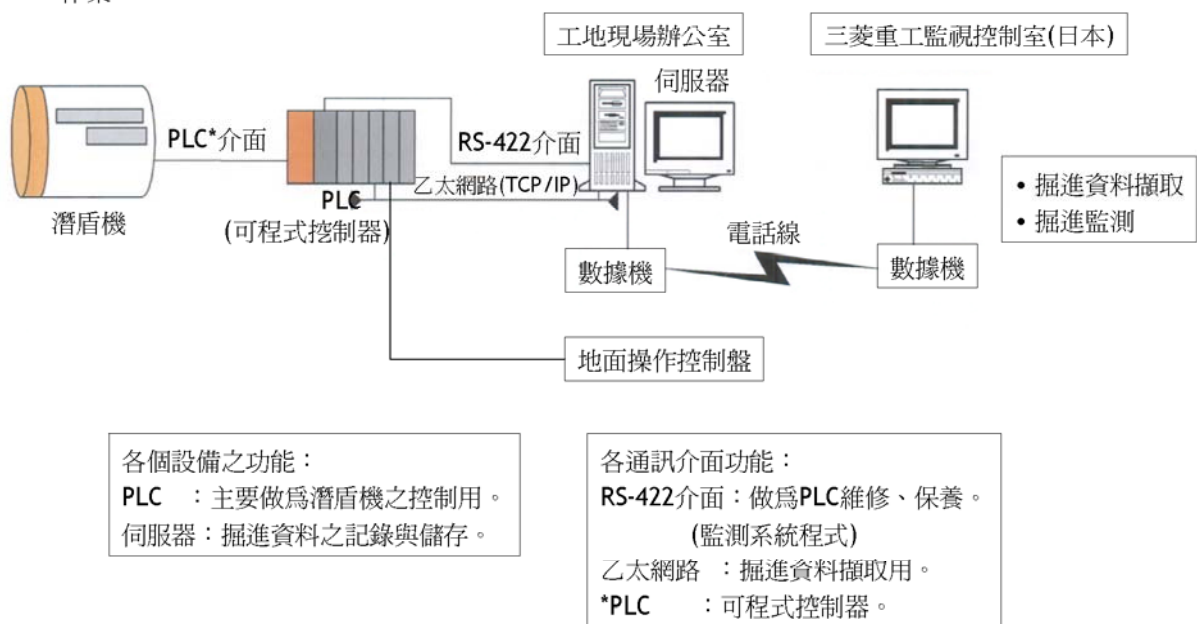 工地現場辦公室
三菱重工監視控制室(日本)
伺服器
PLC*介面
RS-422介面
乙太網路(TCP/IP)
PLC
(可程式控制器)
潛盾機
• 掘進資料擷取
• 掘進監測
電話線
數據機
數據機
地面操作控制盤
各個設備之功能：
PLC ：主要做為潛盾機之控制用。
伺服器：掘進資料之記錄與儲存。
各通訊介面功能：
RS-422介面：做為PLC維修、保養。
(監測系統程式)
乙太網路 ：掘進資料擷取用。
*PLC ：可程式控制器。